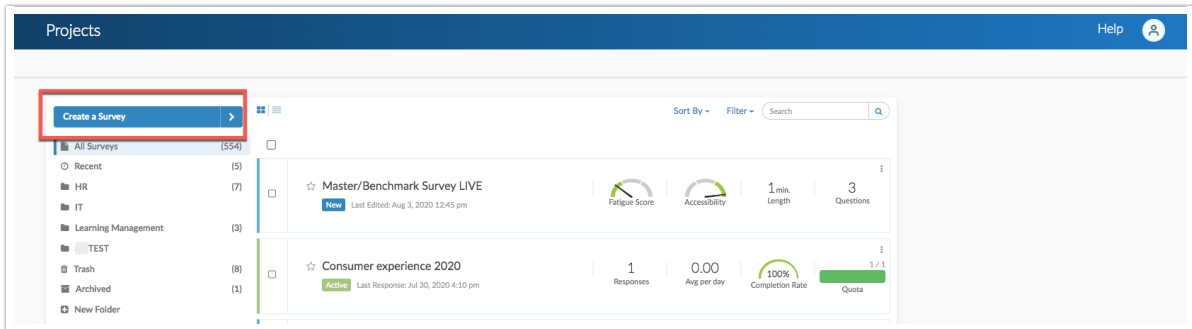 Projects
Help
Create a Survey
Sort By
Filter
Search
All Surveys (554)
Recent (5)
HR (7)
IT
Learning Management (3)
TEST
Trash (8)
Archived (1)
New Folder
Master/Benchmark Survey LIVE
New Last Edited: Aug 3, 2020 12:45 pm
Fatigue Score
Accessibility
1 min.
Length
3
Questions
Consumer experience 2020
Active Last Response: Jul 30, 2020 4:10 pm
1
Responses
0.00
Avg per day
100%
Completion Rate
1 / 1
Quota